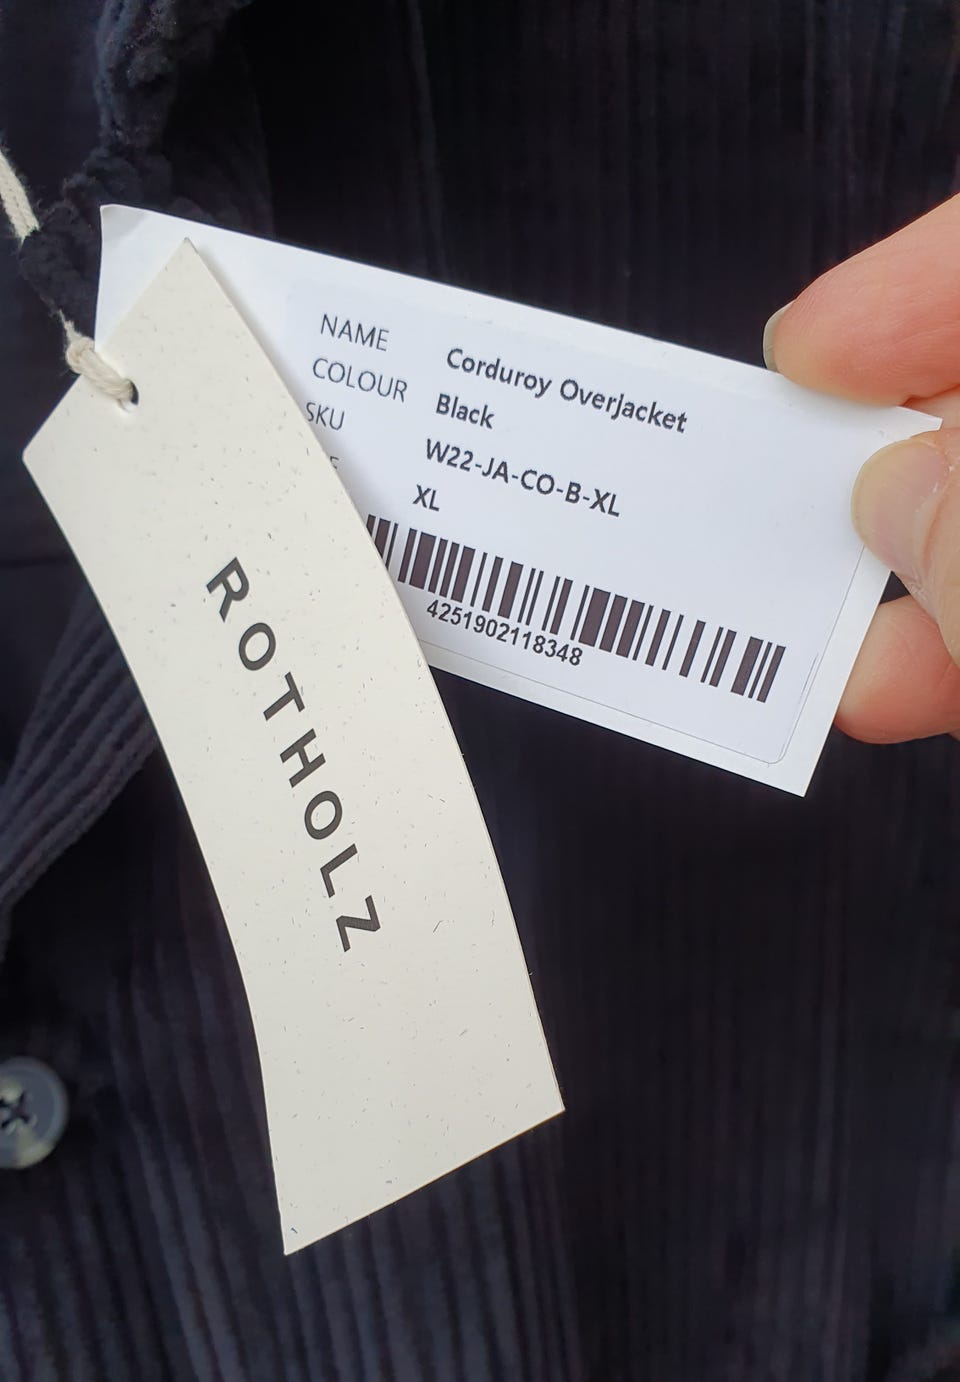 NAME Corduroy Overjacket
COLOUR Black
SKU W22-JA-CO-B-XL
XL
4251902118348
ROTHOLZ